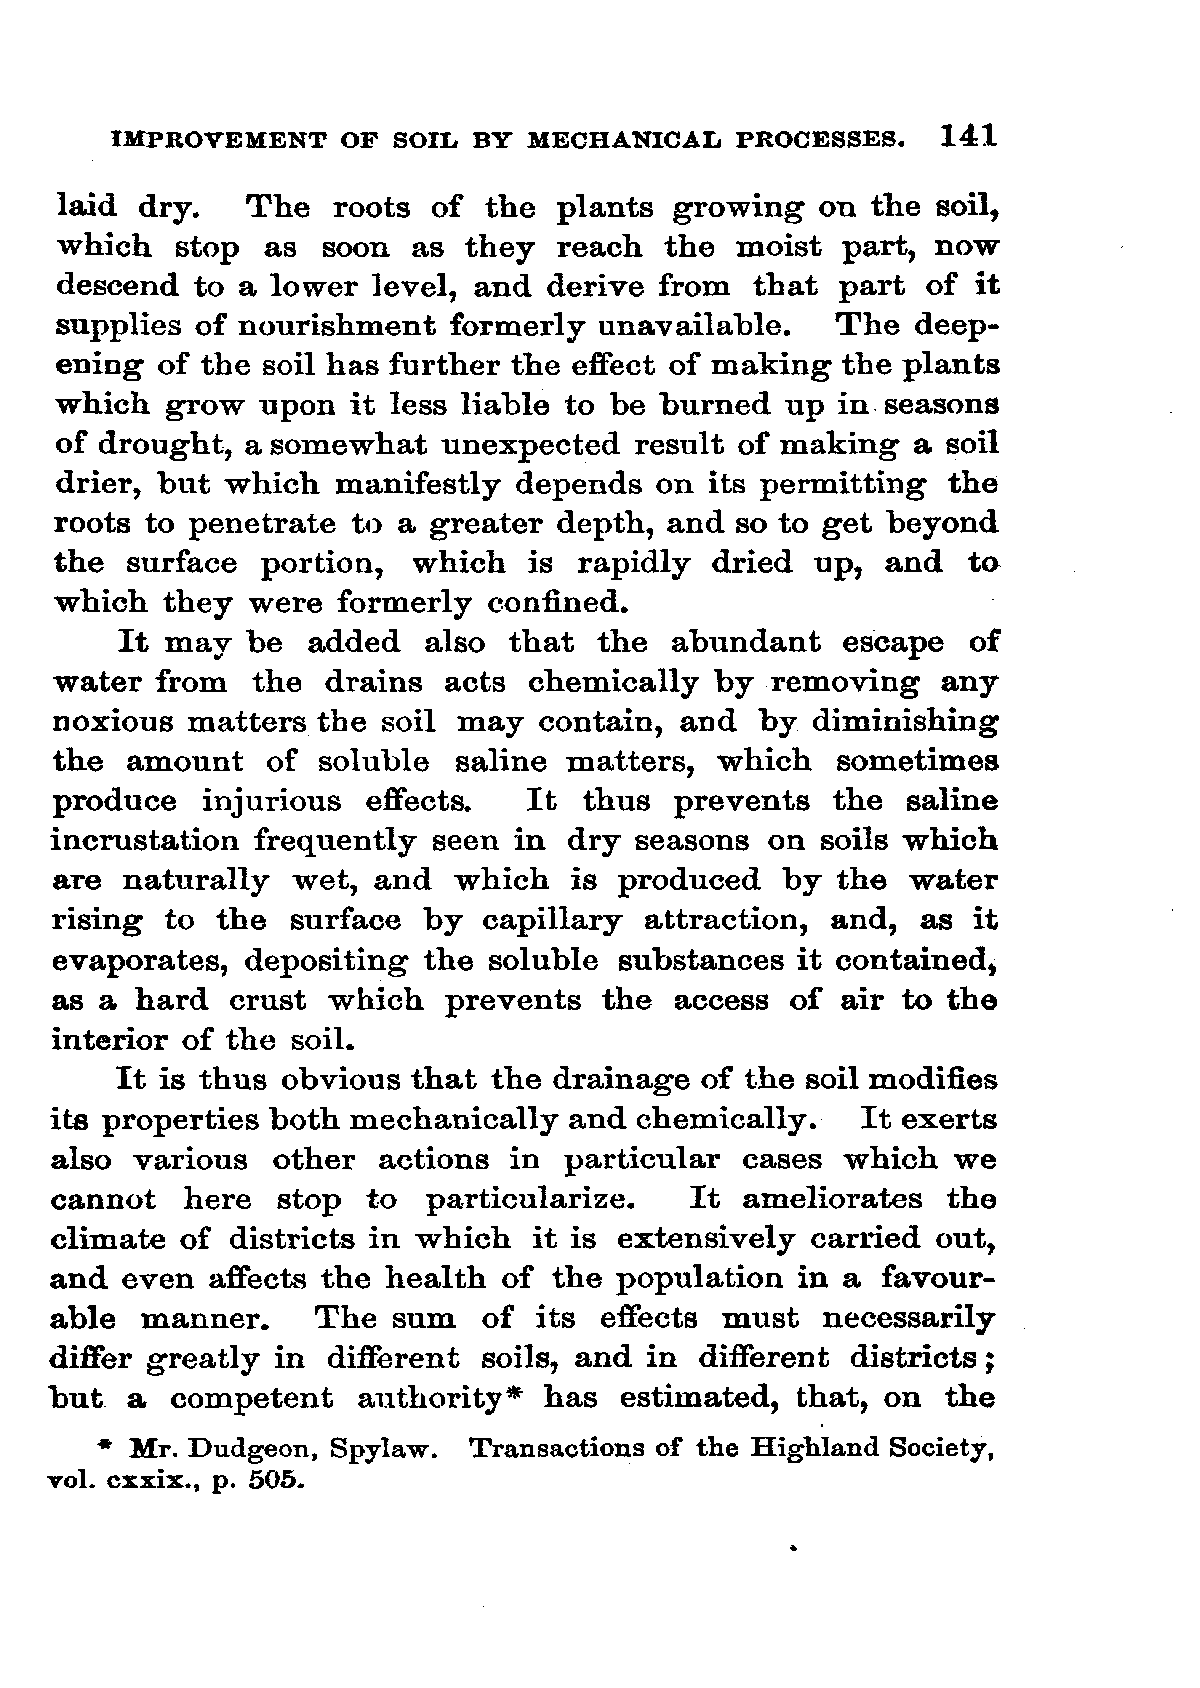 IMPROVEMENT OF SOIL BY MECHANICAL PROCESSES. 141
laid dry. The roots of the plants growing on the soil,
which stop as soon as they reach the moist part, now
descend to a lower level, and derive from that part of it
supplies of nourishment formerly unavailable. The deep-
ening of the soil has further the effect of making the plants
which grow upon it less liable to be burned up in seasons
of drought, a somewhat unexpected result of making a soil
drier, but which manifestly depends on its permitting the
roots to penetrate to a greater depth, and so to get beyond
the surface portion, which is rapidly dried up, and to
which they were formerly confined.
It may be added also that the abundant escape of
water from the drains acts chemically by removing any
noxious matters the soil may contain, and by diminishing
the amount of soluble saline matters, which sometimes
produce injurious effects. It thus prevents the saline
incrustation frequently seen in dry seasons on soils which
are naturally wet, and which is produced by the water
rising to the surface by capillary attraction, and, as it
evaporates, depositing the soluble substances it contained,
as a hard crust which prevents the access of air to the
interior of the soil.
It is thus obvious that the drainage of the soil modifies
its properties both mechanically and chemically. It exerts
also various other actions in particular cases which we
cannot here stop to particularize. It ameliorates the
climate of districts in which it is extensively carried out,
and even affects the health of the population in a favour-
able manner. The sum of its effects must necessarily
differ greatly in different soils, and in different districts;
but a competent authority* has estimated, that, on the
* Mr. Dudgeon, Spylaw. Transactions of the Highland Society,
vol. cxxix., p. 505.